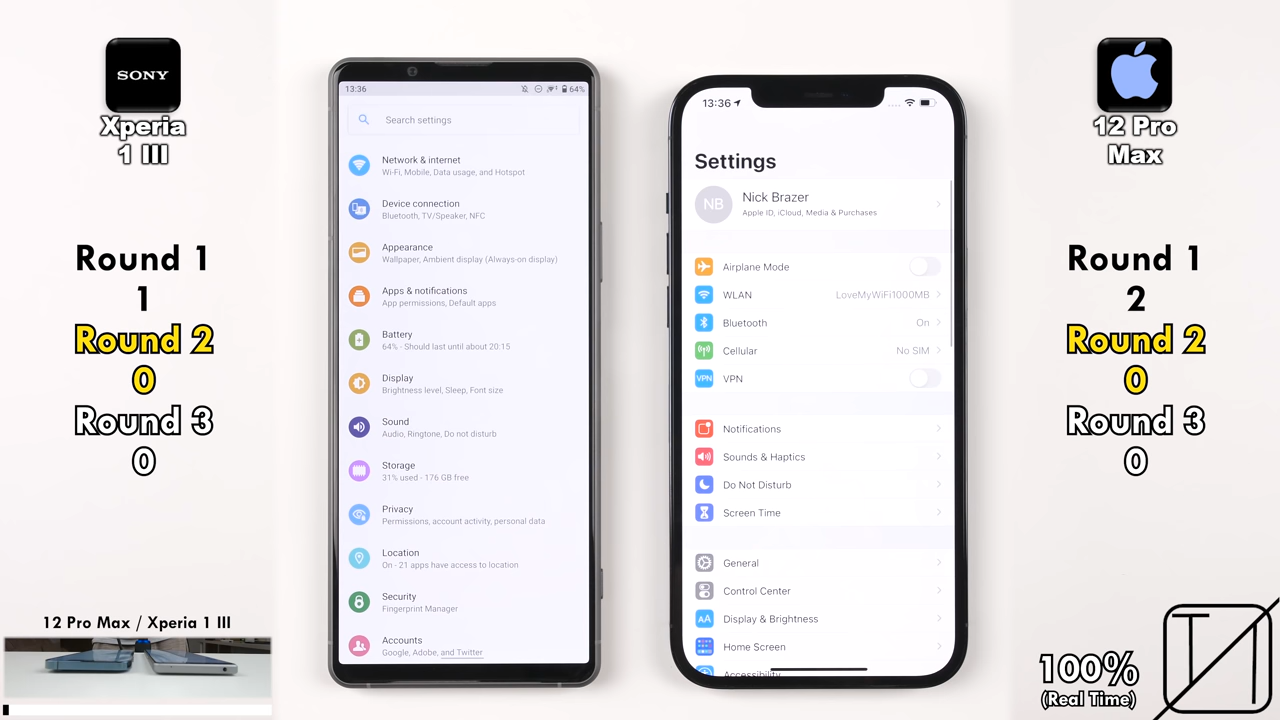 SONY
Xperia
1 III
Round 1
1
Round 2
0
Round 3
0
12 Pro Max / Xperia 1 III
13:36
64%
Search settings
Network & internet
Wi-Fi, Mobile, Data usage, and Hotspot
Device connection
Bluetooth, TV/Speaker, NFC
Appearance
Wallpaper, Ambient display (Always-on display)
Apps & notifications
App permissions, Default apps
Battery
64% - Should last until about 20:15
Display
Brightness level, Sleep, Font size
Sound
Audio, Ringtone, Do not disturb
Storage
31% used - 176 GB free
Privacy
Permissions, account activity, personal data
Location
On - 21 apps have access to location
Security
Fingerprint Manager
Accounts
Google, Adobe, and Twitter
13:36
Settings
NB
Nick Brazer
Apple ID, iCloud, Media & Purchases
Airplane Mode
WLAN LoveMyWiFi1000MB
Bluetooth On
Cellular No SIM
VPN VPN
Notifications
Sounds & Haptics
Do Not Disturb
Screen Time
General
Control Center
AA Display & Brightness
Home Screen
Accessibility
12 Pro
Max
Round 1
2
Round 2
0
Round 3
0
100%
(Real Time)